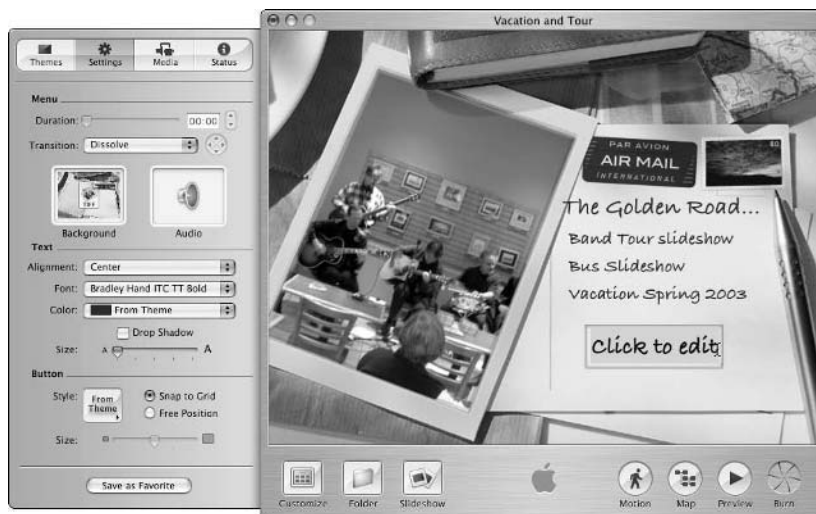 Vacation and Tour
Themes Settings Media Status
Menu
Duration: 00:00
Transition: Dissolve
Background Audio
Text
Alignment: Center
Font: Bradley Hand ITC TT Bold
Color: From Theme
Drop Shadow
Size: A A
Button
Style: From Theme Snap to Grid
Free Position
Size:
Save as Favorite
PAR AVION
AIR MAIL
INTERNATIONAL
80
The Golden Road...
Band Tour slideshow
Bus Slideshow
Vacation Spring 2003
Click to edit
Customize Folder Slideshow Motion Map Preview Burn